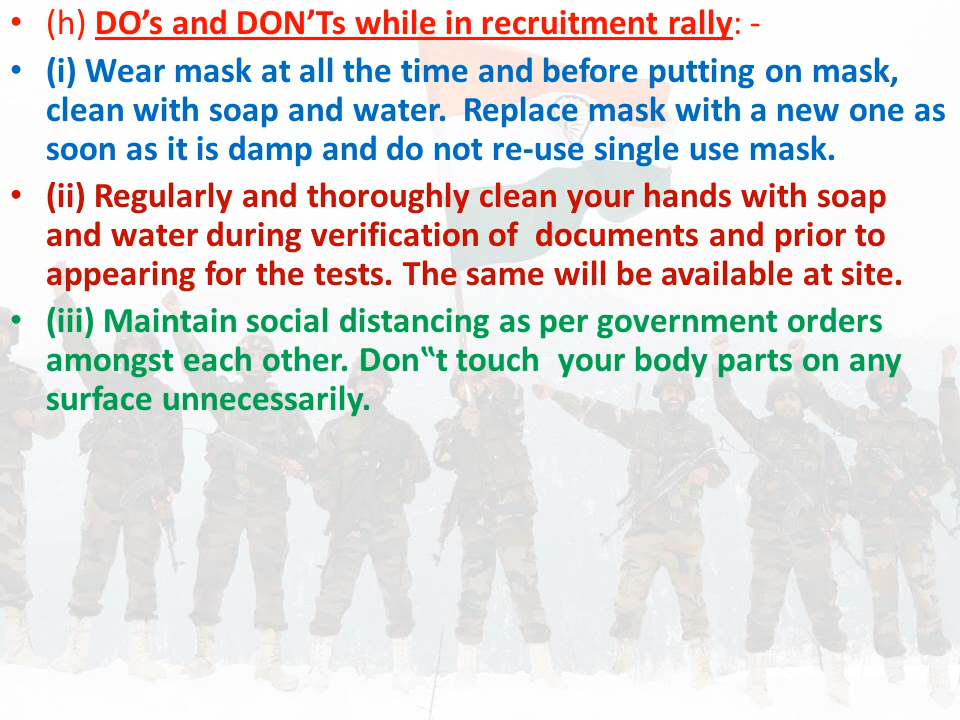 • (h) DO’s and DON’Ts while in recruitment rally: -
• (i) Wear mask at all the time and before putting on mask,
clean with soap and water.  Replace mask with a new one as
soon as it is damp and do not re-use single use mask.
• (ii) Regularly and thoroughly clean your hands with soap
and water during verification of  documents and prior to
appearing for the tests. The same will be available at site.
• (iii) Maintain social distancing as per government orders
amongst each other. Don‟t touch  your body parts on any
surface unnecessarily.